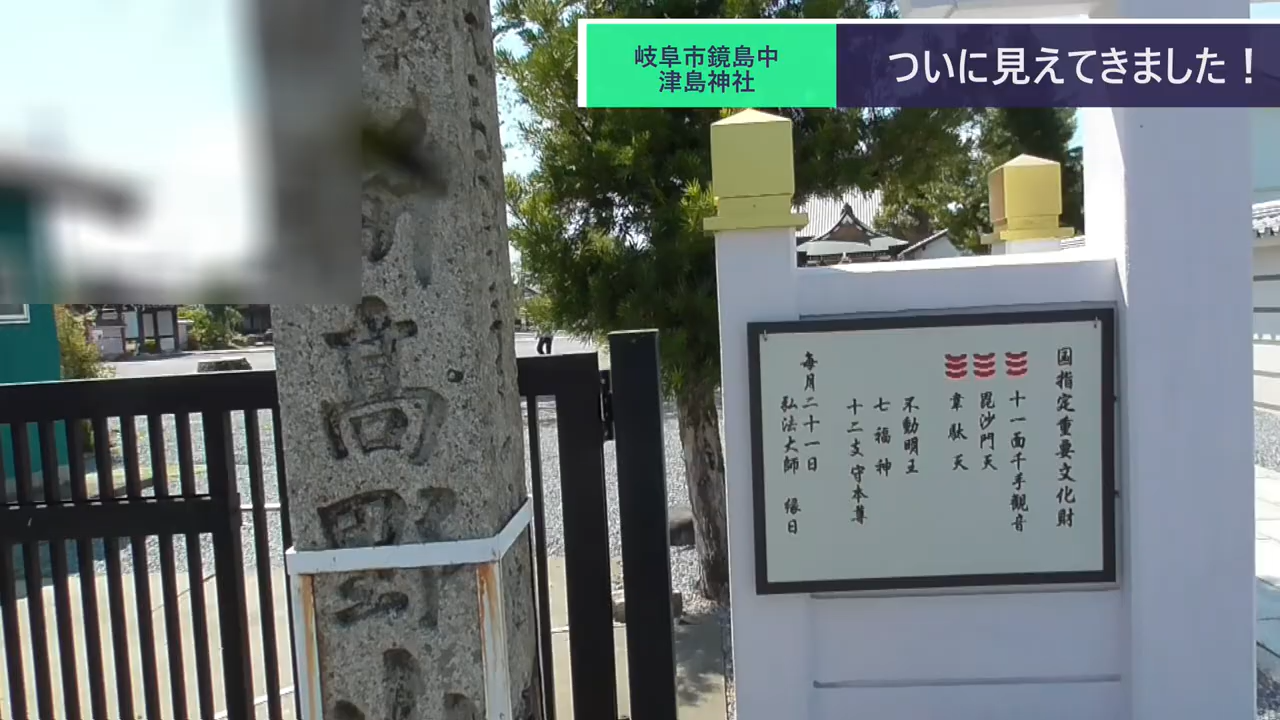 岐阜市鏡島中
津島神社
ついに見えてきました！
国指定重要文化財
十一面千手観音
毘沙門天
韋駄天
不動明王
七福神
十二支守本尊
毎月二十一日
弘法大師 縁日
高野山